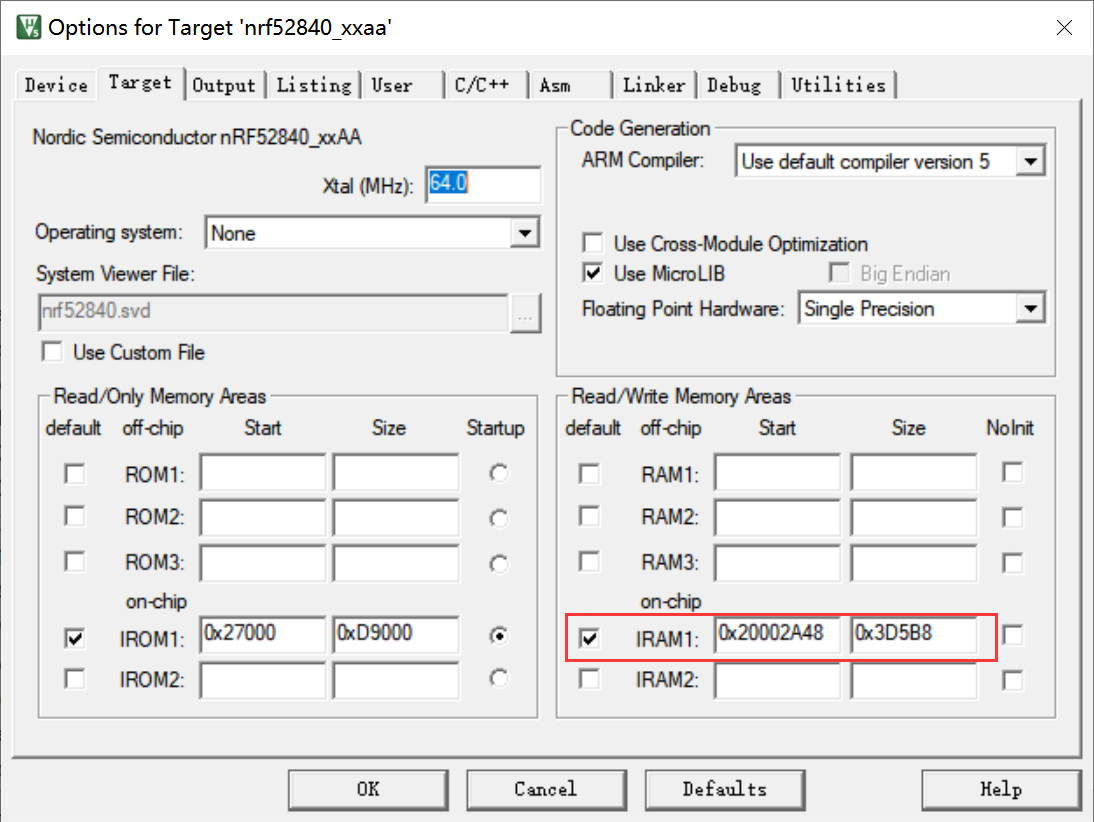 Options for Target 'nrf52840_xxaa'
Device Target Output Listing User C/C++ Asm Linker Debug Utilities
Nordic Semiconductor nRF52840_xxAA
Xtal (MHz): 64.0
Operating system: None
System Viewer File:
nrf52840.svd ...
Use Custom File
Code Generation
ARM Compiler: Use default compiler version 5
Use Cross-Module Optimization
Use MicroLIB Big Endian
Floating Point Hardware: Single Precision
Read/Only Memory Areas
default off-chip Start Size Startup
ROM1:
ROM2:
ROM3:
on-chip
IROM1: 0x27000 0xD9000
IROM2:
Read/Write Memory Areas
default off-chip Start Size NoInit
RAM1:
RAM2:
RAM3:
on-chip
IRAM1: 0x20002A48 0x3D5B8
IRAM2:
OK Cancel Defaults Help